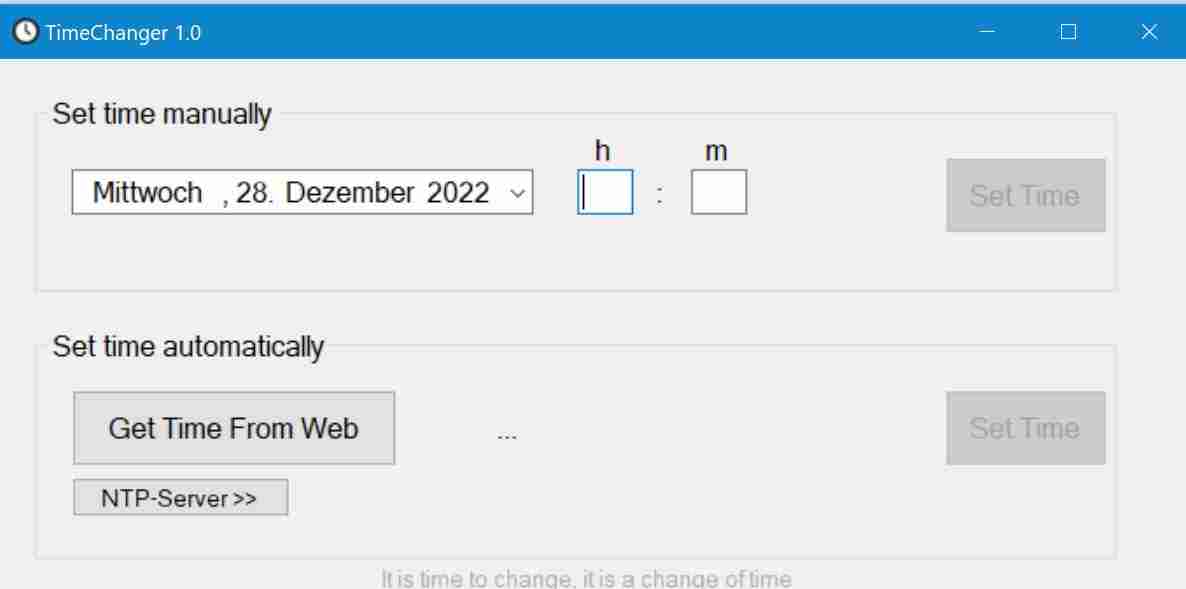 TimeChanger 1.0
Set time manually
h m
Mittwoch , 28. Dezember 2022 : Set Time
Set time automatically
Get Time From Web ... Set Time
NTP-Server >>
It is time to change, it is a change of time